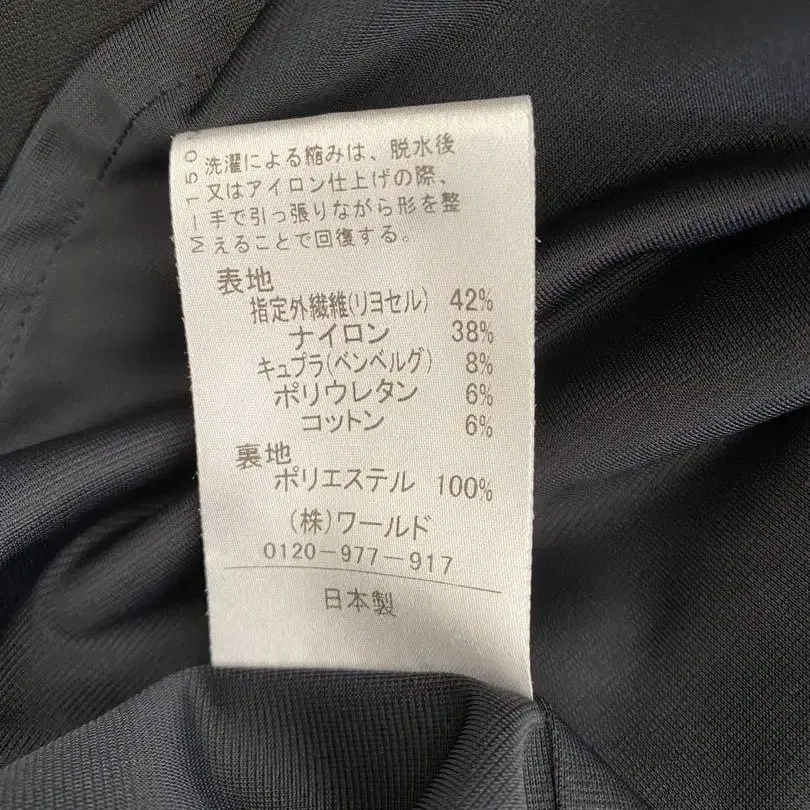 M-150
洗濯による縮みは、脱水後
又はアイロン仕上げの際、
手で引っ張りながら形を整
えることで回復する。
表地
指定外繊維(リヨセル) 42%
ナイロン 38%
キュプラ(ベンベルグ) 8%
ポリウレタン 6%
コットン 6%
裏地
ポリエステル 100%
(株)ワールド
0120-977-917
日本製